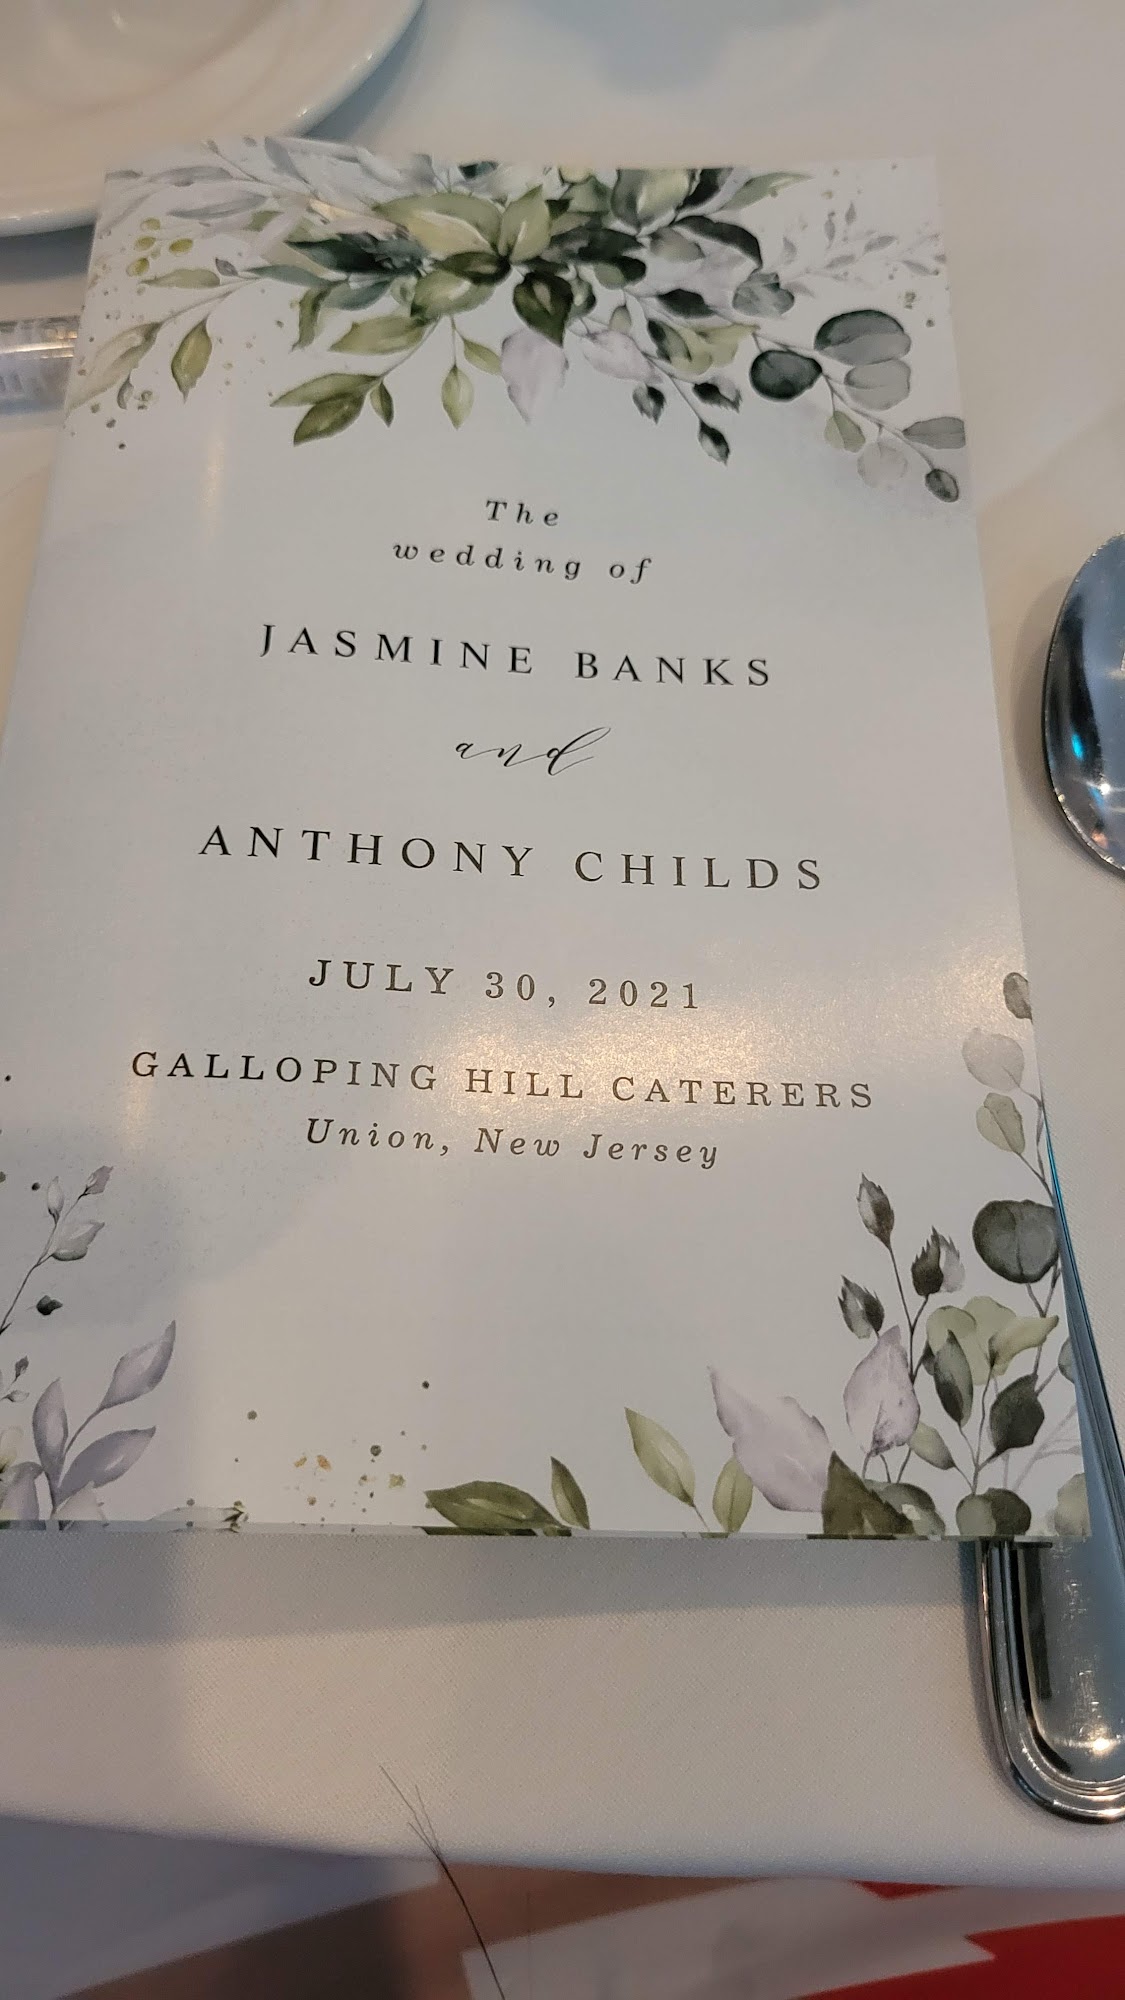 The
wedding of
JASMINE BANKS
and
ANTHONY CHILDS
JULY 30, 2021
GALLOPING HILL CATERERS
Union, New Jersey